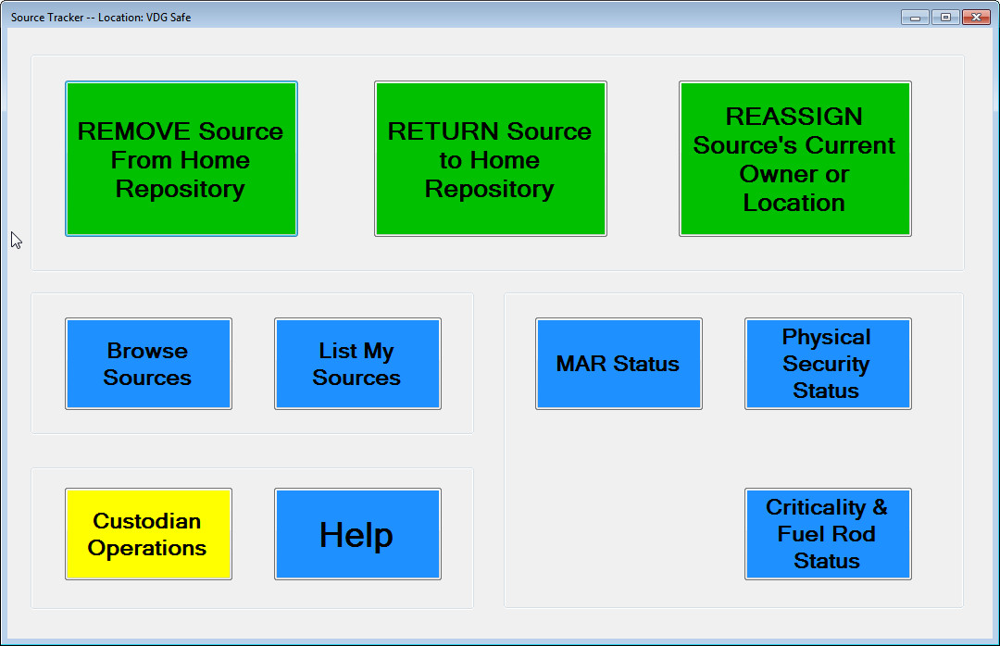 Source Tracker -- Location: VDG Safe
REMOVE Source
From Home
Repository
RETURN Source
to Home
Repository
REASSIGN
Source's Current
Owner or
Location
Browse
Sources
List My
Sources
MAR Status
Physical
Security
Status
Custodian
Operations
Help
Criticality &
Fuel Rod
Status